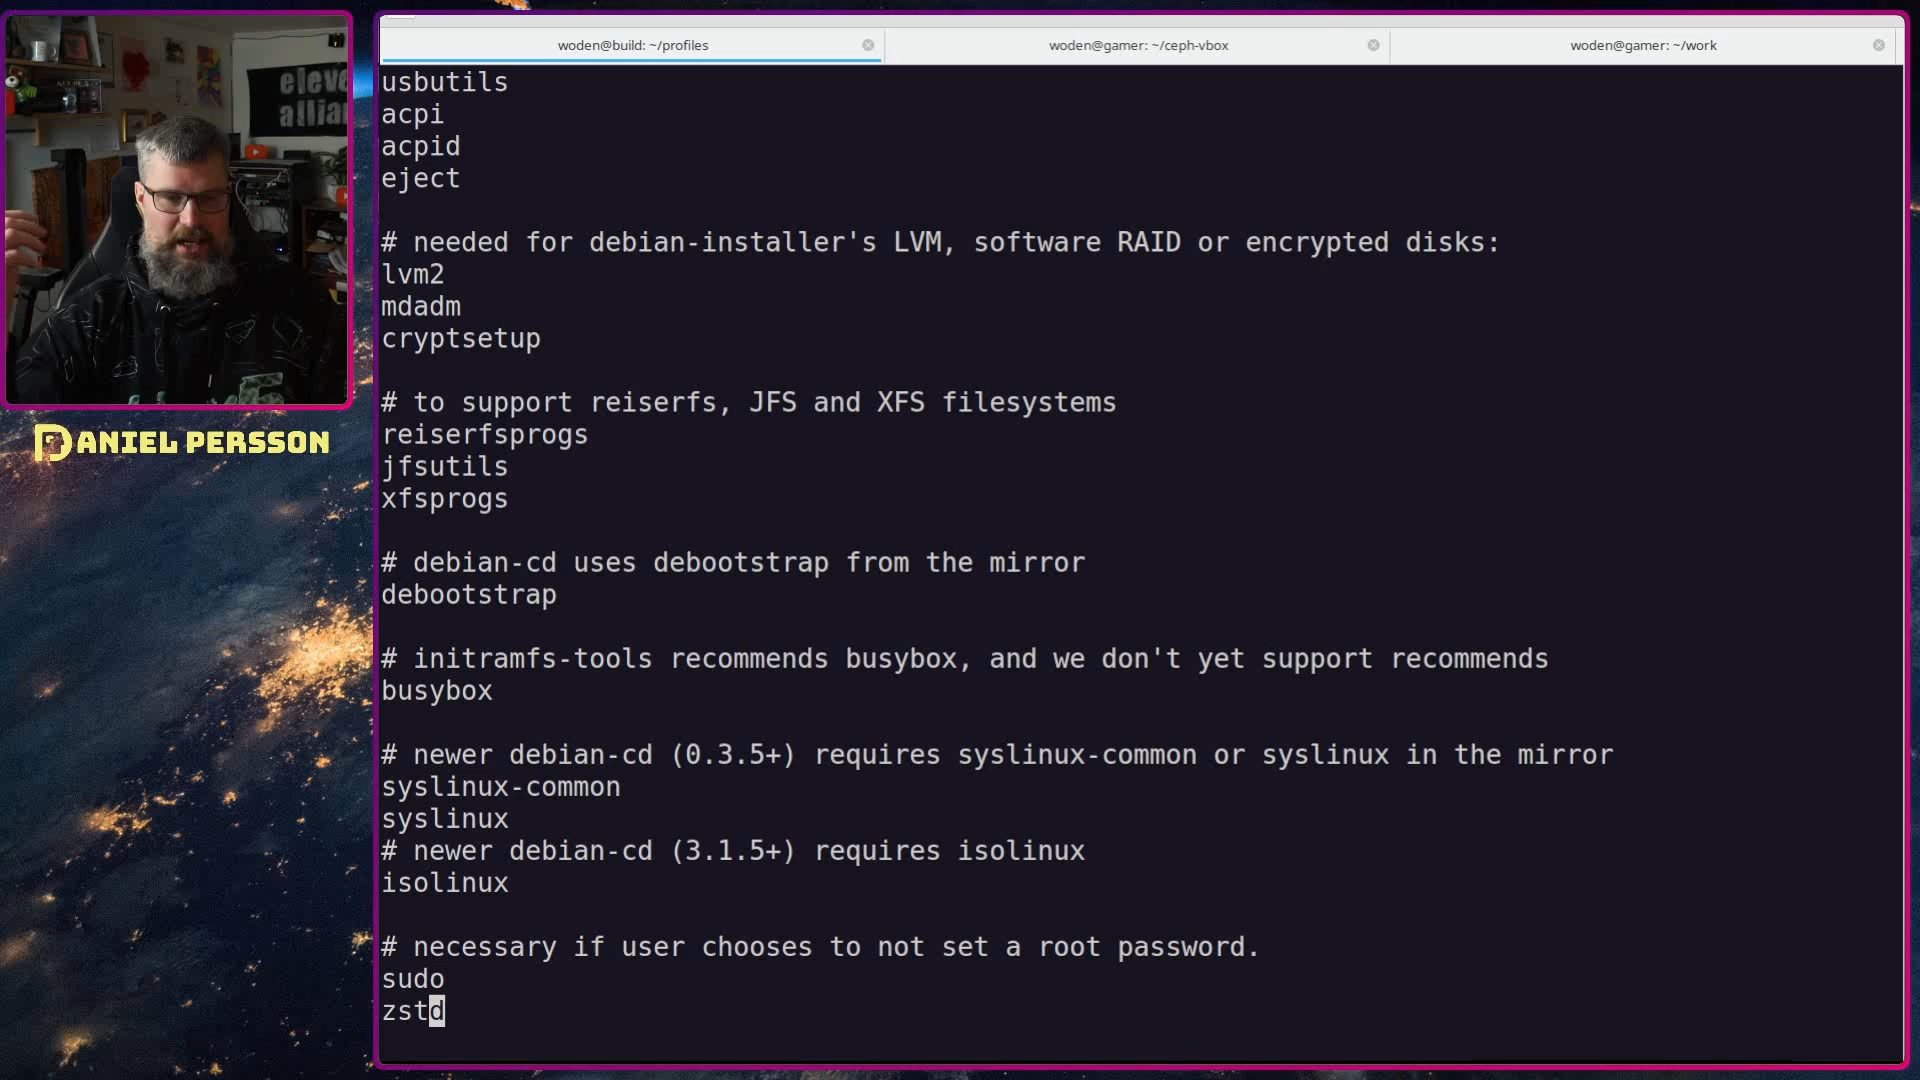 woden@build: ~/profiles
woden@gamer: ~/ceph-vbox
woden@gamer: ~/work
usbutils
acpi
acpid
eject
# needed for debian-installer's LVM, software RAID or encrypted disks:
lvm2
mdadm
cryptsetup
# to support reiserfs, JFS and XFS filesystems
reiserfsprogs
jfsutils
xfsprogs
# debian-cd uses debootstrap from the mirror
debootstrap
# initramfs-tools recommends busybox, and we don't yet support recommends
busybox
# newer debian-cd (0.3.5+) requires syslinux-common or syslinux in the mirror
syslinux-common
syslinux
# newer debian-cd (3.1.5+) requires isolinux
isolinux
# necessary if user chooses to not set a root password.
sudo
zstd
DANIEL PERSSON